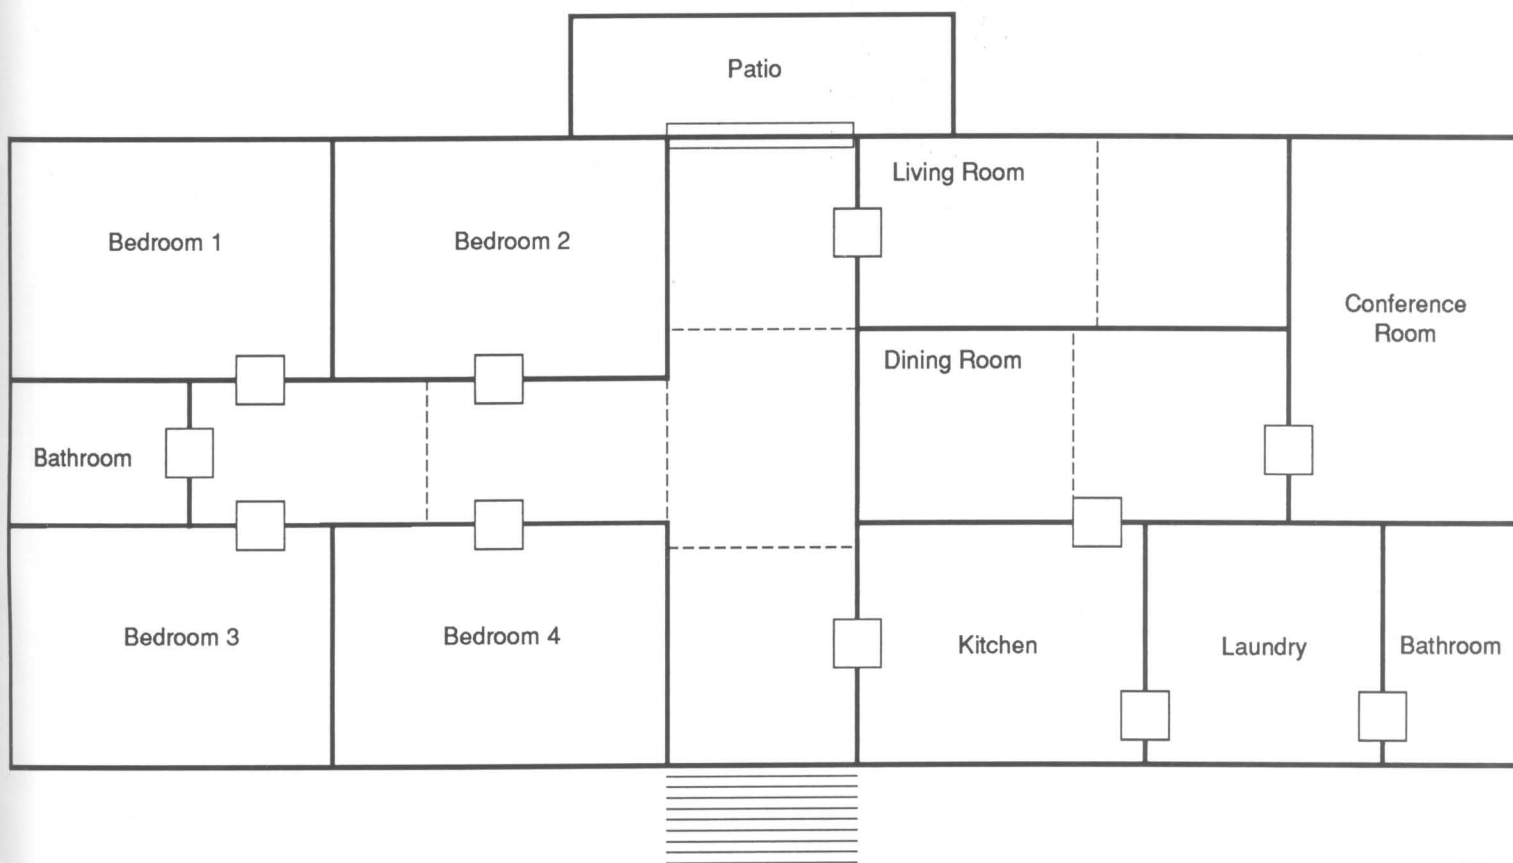 Patio
Living Room
Bedroom 1
Bedroom 2
Conference
Room
Dining Room
Bathroom
Bedroom 3
Bedroom 4
Kitchen
Laundry
Bathroom